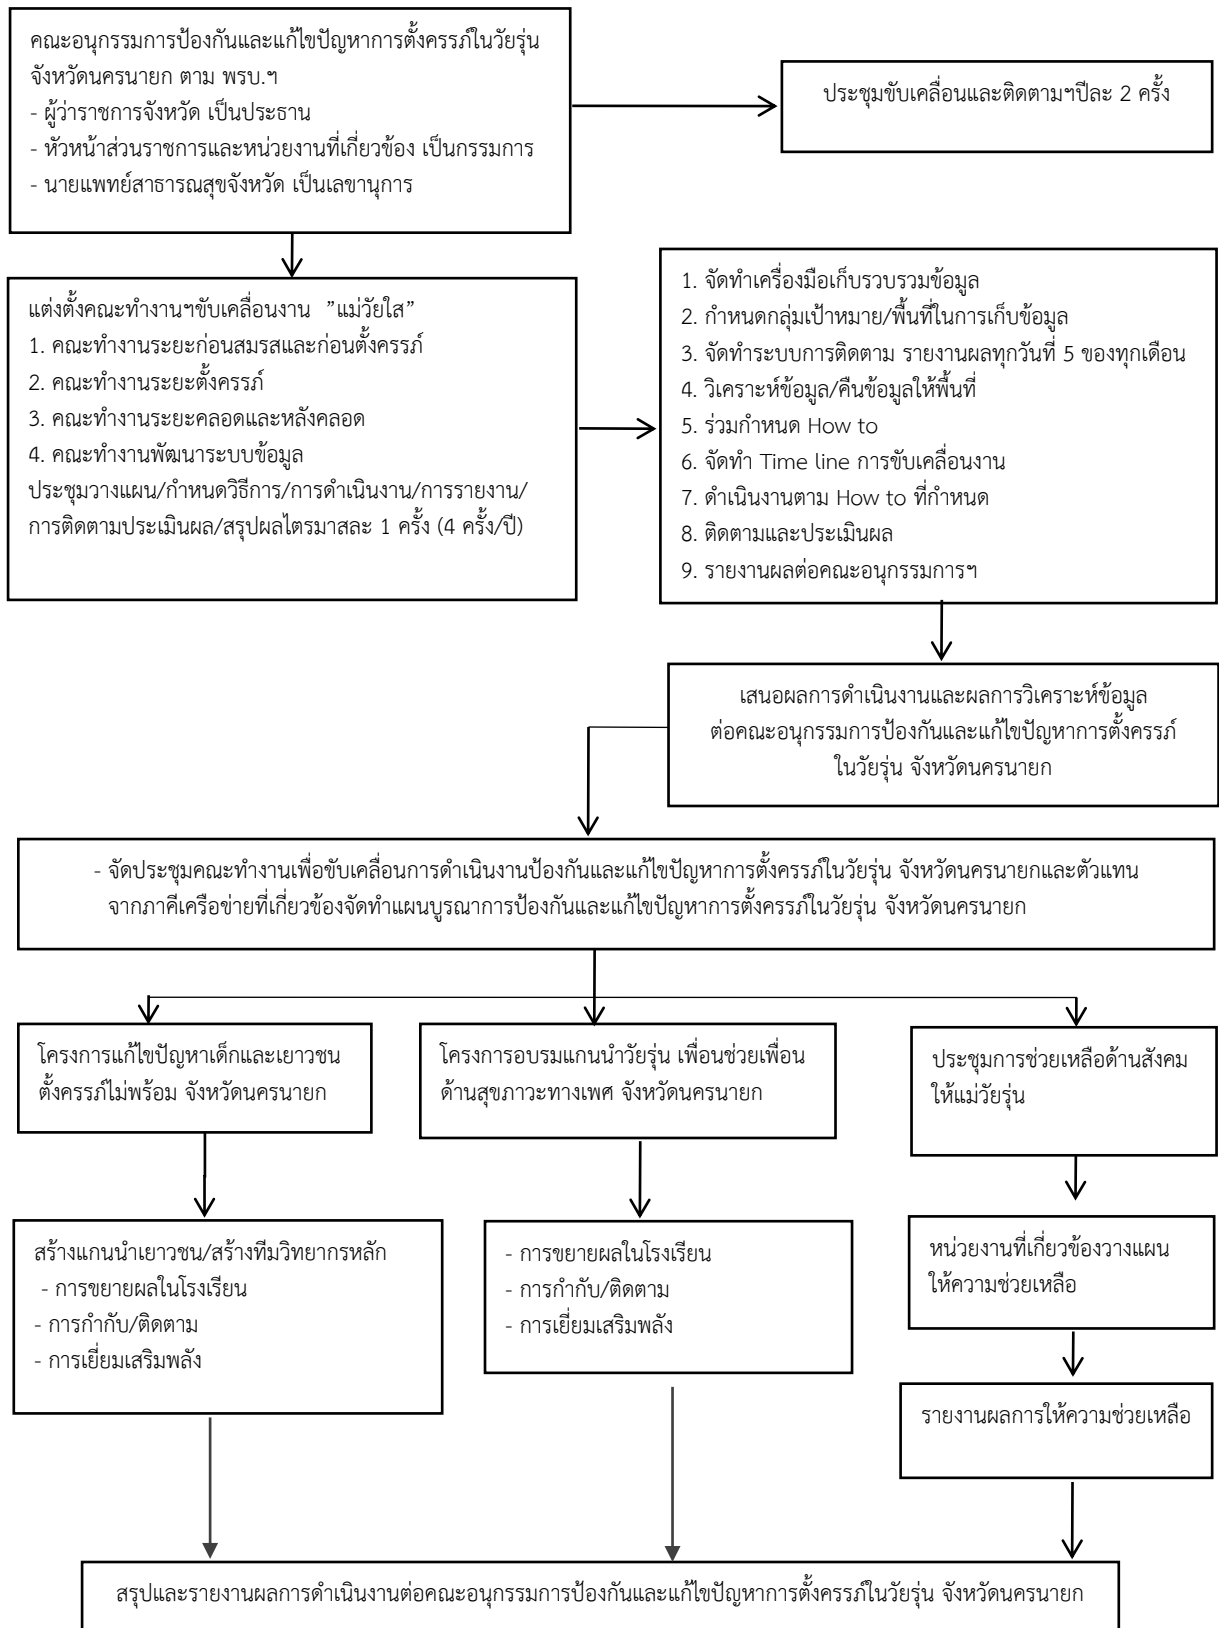 คณะอนุกรรมการป้องกันและแก้ไขปัญหาการตั้งครรภ์ในวัยรุ่น
จังหวัดนครนายก ตาม พรบ.ฯ
- ผู้ว่าราชการจังหวัด เป็นประธาน
- หัวหน้าส่วนราชการและหน่วยงานที่เกี่ยวข้อง เป็นกรรมการ
- นายแพทย์สาธารณสุขจังหวัด เป็นเลขานุการ
ประชุมขับเคลื่อนและติดตามฯปีละ 2 ครั้ง
แต่งตั้งคณะทำงานฯขับเคลื่อนงาน ”แม่วัยใส”
1. คณะทำงานระยะก่อนสมรสและก่อนตั้งครรภ์
2. คณะทำงานระยะตั้งครรภ์
3. คณะทำงานระยะคลอดและหลังคลอด
4. คณะทำงานพัฒนาระบบข้อมูล
ประชุมวางแผน/กำหนดวิธีการ/การดำเนินงาน/การรายงาน/
การติดตามประเมินผล/สรุปผลไตรมาสละ 1 ครั้ง (4 ครั้ง/ปี)
1. จัดทำเครื่องมือเก็บรวบรวมข้อมูล
2. กำหนดกลุ่มเป้าหมาย/พื้นที่ในการเก็บข้อมูล
3. จัดทำระบบการติดตาม รายงานผลทุกวันที่ 5 ของทุกเดือน
4. วิเคราะห์ข้อมูล/คืนข้อมูลให้พื้นที่
5. ร่วมกำหนด How to
6. จัดทำ Time line การขับเคลื่อนงาน
7. ดำเนินงานตาม How to ที่กำหนด
8. ติดตามและประเมินผล
9. รายงานผลต่อคณะอนุกรรมการฯ
เสนอผลการดำเนินงานและผลการวิเคราะห์ข้อมูล
ต่อคณะอนุกรรมการป้องกันและแก้ไขปัญหาการตั้งครรภ์
ในวัยรุ่น จังหวัดนครนายก
- จัดประชุมคณะทำงานเพื่อขับเคลื่อนการดำเนินงานป้องกันและแก้ไขปัญหาการตั้งครรภ์ในวัยรุ่น จังหวัดนครนายกและตัวแทน
จากภาคีเครือข่ายที่เกี่ยวข้องจัดทำแผนบูรณาการป้องกันและแก้ไขปัญหาการตั้งครรภ์ในวัยรุ่น จังหวัดนครนายก
โครงการแก้ไขปัญหาเด็กและเยาวชน
ตั้งครรภ์ไม่พร้อม จังหวัดนครนายก
โครงการอบรมแกนนำวัยรุ่น เพื่อนช่วยเพื่อน
ด้านสุขภาวะทางเพศ จังหวัดนครนายก
ประชุมการช่วยเหลือด้านสังคม
ให้แม่วัยรุ่น
สร้างแกนนำเยาวชน/สร้างทีมวิทยากรหลัก
- การขยายผลในโรงเรียน
- การกำกับ/ติดตาม
- การเยี่ยมเสริมพลัง
- การขยายผลในโรงเรียน
- การกำกับ/ติดตาม
- การเยี่ยมเสริมพลัง
หน่วยงานที่เกี่ยวข้องวางแผน
ให้ความช่วยเหลือ
รายงานผลการให้ความช่วยเหลือ
สรุปและรายงานผลการดำเนินงานต่อคณะอนุกรรมการป้องกันและแก้ไขปัญหาการตั้งครรภ์ในวัยรุ่น จังหวัดนครนายก